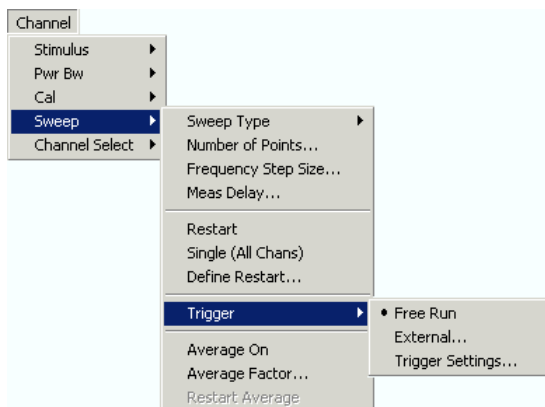 Channel
Stimulus
Pwr Bw
Cal
Sweep
Channel Select
Sweep Type
Number of Points...
Frequency Step Size...
Meas Delay...
Restart
Single (All Chans)
Define Restart...
Trigger
Free Run
External...
Trigger Settings...
Average On
Average Factor...
Restart Average